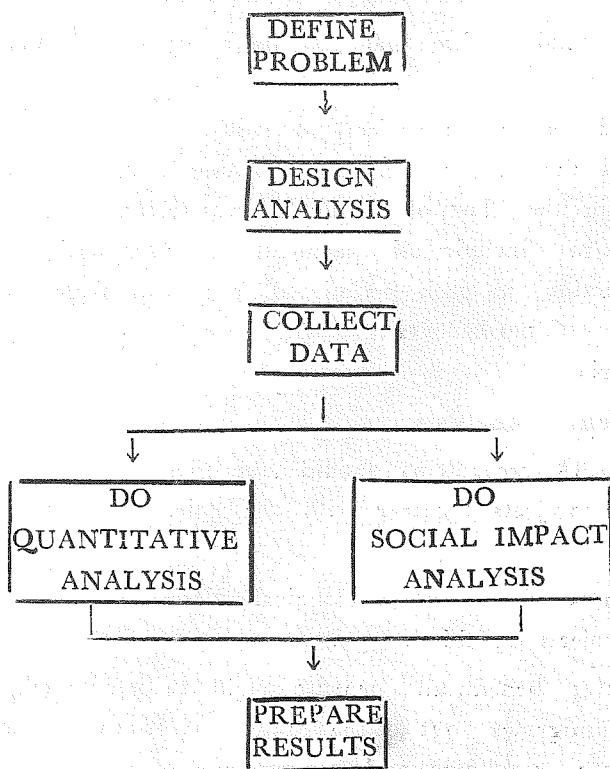 DEFINE
PROBLEM
DESIGN
ANALYSIS
COLLECT
DATA
DO
QUANTITATIVE
ANALYSIS
DO
SOCIAL IMPACT
ANALYSIS
PREPARE
RESULTS